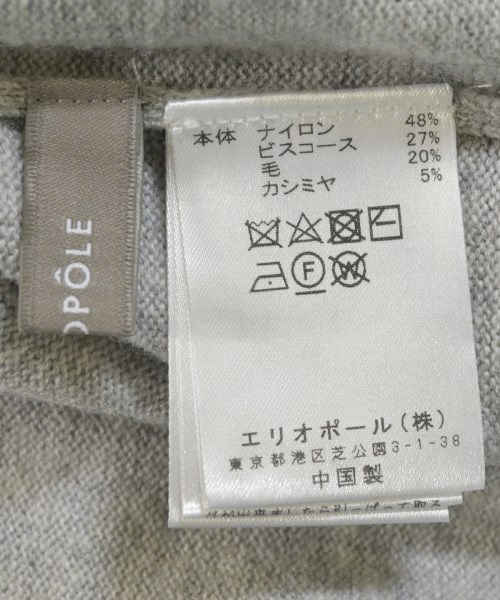 OPÔLE
本体 ナイロン 48%
ビスコース 27%
毛 20%
カシミヤ 5%
F W
エリオポール(株)
東京都港区芝公園3-1-38
中国製